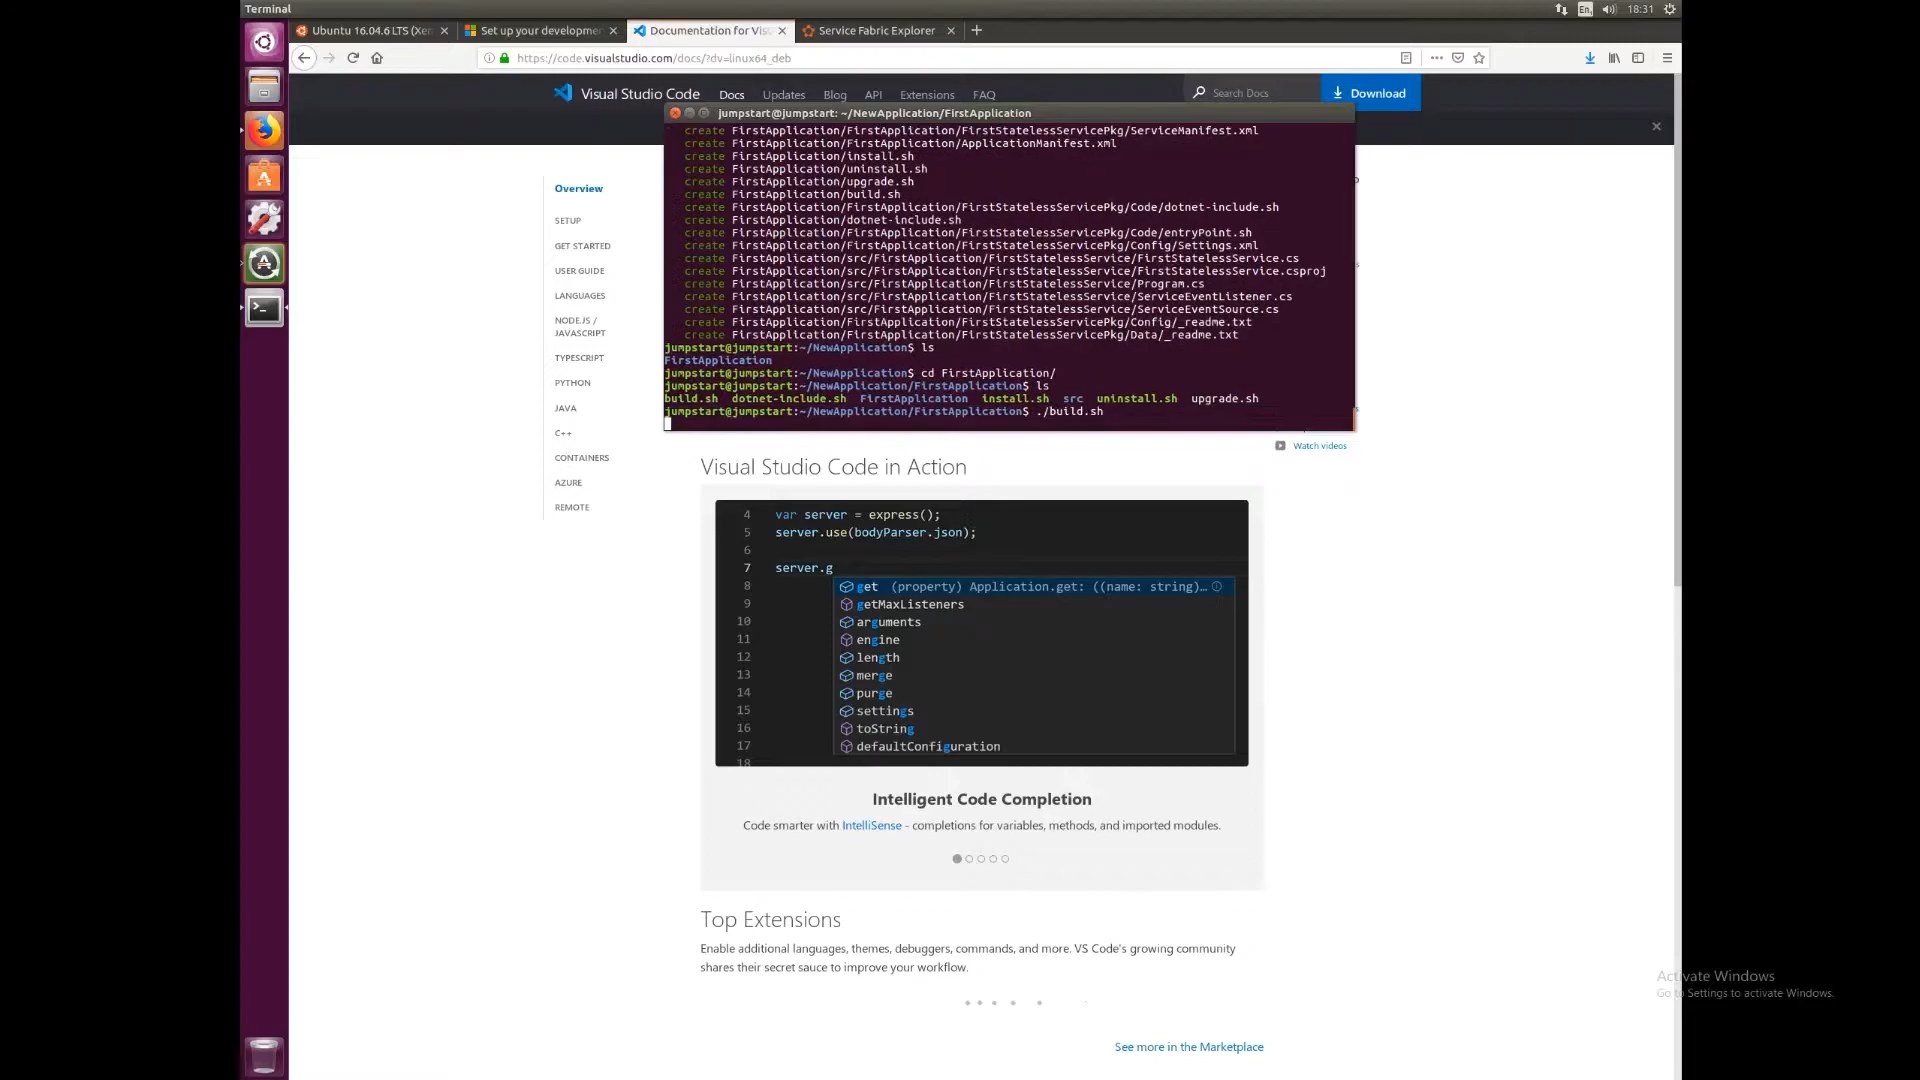 Terminal
En
18:31
Ubuntu 16.04.6 LTS (Xen
Set up your developme
Documentation for Vis
Service Fabric Explorer
https://code.visualstudio.com/docs/?dv=linux64_deb
Visual Studio Code
Docs
Updates
Blog
API
Extensions
FAQ
Search Docs
Download
jumpstart@jumpstart: ~/NewApplication/FirstApplication
create FirstApplication/FirstApplication/FirstStatelessServicePkg/ServiceManifest.xml
create FirstApplication/FirstApplication/ApplicationManifest.xml
create FirstApplication/install.sh
create FirstApplication/uninstall.sh
create FirstApplication/upgrade.sh
create FirstApplication/build.sh
create FirstApplication/FirstApplication/FirstStatelessServicePkg/Code/dotnet-include.sh
create FirstApplication/dotnet-include.sh
create FirstApplication/FirstApplication/FirstStatelessServicePkg/Code/entryPoint.sh
create FirstApplication/FirstApplication/FirstStatelessServicePkg/Config/Settings.xml
create FirstApplication/src/FirstApplication/FirstStatelessService/FirstStatelessService.cs
create FirstApplication/src/FirstApplication/FirstStatelessService/FirstStatelessService.csproj
create FirstApplication/src/FirstApplication/FirstStatelessService/Program.cs
create FirstApplication/src/FirstApplication/FirstStatelessService/ServiceEventListener.cs
create FirstApplication/src/FirstApplication/FirstStatelessService/ServiceEventSource.cs
create FirstApplication/FirstApplication/FirstStatelessServicePkg/Config/_readme.txt
create FirstApplication/FirstApplication/FirstStatelessServicePkg/Data/_readme.txt
jumpstart@jumpstart:~/NewApplication$ ls
FirstApplication
jumpstart@jumpstart:~/NewApplication$ cd FirstApplication/
jumpstart@jumpstart:~/NewApplication/FirstApplication$ ls
build.sh dotnet-include.sh FirstApplication install.sh src uninstall.sh upgrade.sh
jumpstart@jumpstart:~/NewApplication/FirstApplication$ ./build.sh
Overview
SETUP
GET STARTED
USER GUIDE
LANGUAGES
NODE.JS /
JAVASCRIPT
TYPESCRIPT
PYTHON
JAVA
C++
CONTAINERS
AZURE
REMOTE
Watch videos
Visual Studio Code in Action
4 var server = express();
5 server.use(bodyParser.json);
6
7 server.g
8 get (property) Application.get: ((name: string)…
9 getMaxListeners
10 arguments
11 engine
12 length
13 merge
14 purge
15 settings
16 toString
17 defaultConfiguration
18
Intelligent Code Completion
Code smarter with IntelliSense - completions for variables, methods, and imported modules.
Top Extensions
Enable additional languages, themes, debuggers, commands, and more. VS Code's growing community
shares their secret sauce to improve your workflow.
See more in the Marketplace
Activate Windows
Go to Settings to activate Windows.